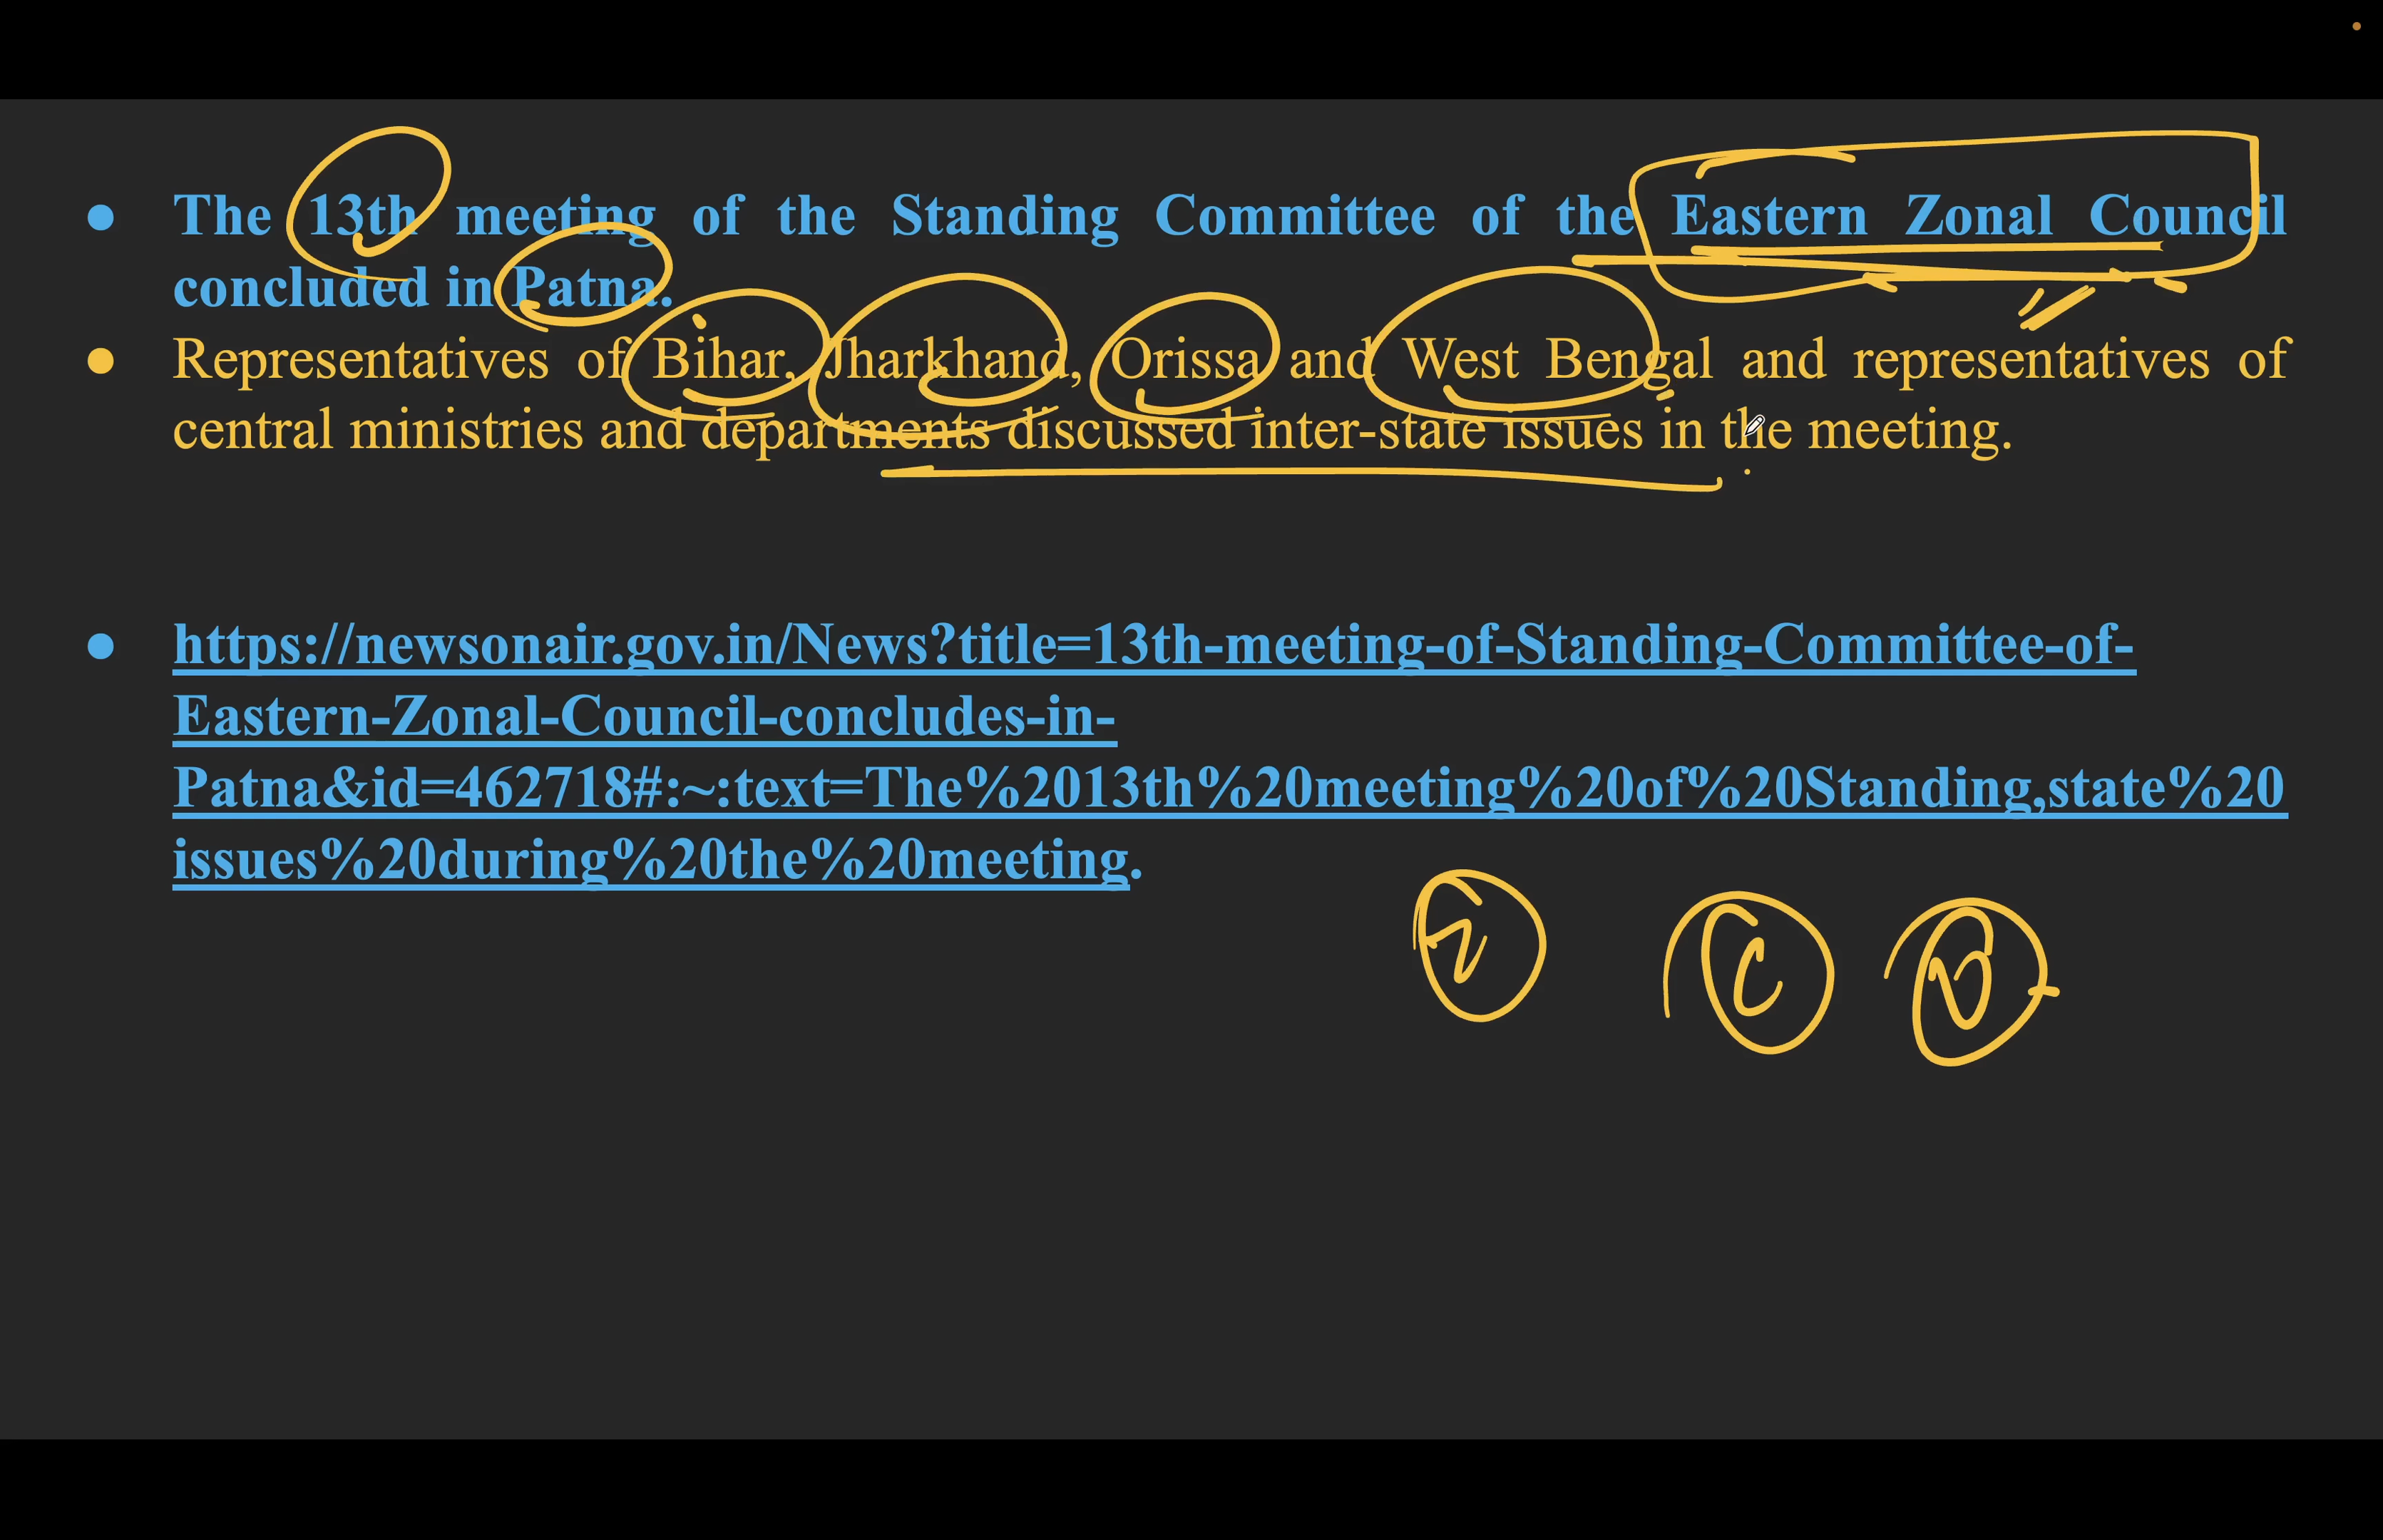 The 13th meeting of the Standing Committee of the Eastern Zonal Council
concluded in Patna.
Representatives of Bihar, Jharkhand, Orissa and West Bengal and representatives of
central ministries and departments discussed inter-state issues in the meeting.
https://newsonair.gov.in/News?title=13th-meeting-of-Standing-Committee-of-
Eastern-Zonal-Council-concludes-in-
Patna&id=462718#:~:text=The%2013th%20meeting%20of%20Standing,state%20
issues%20during%20the%20meeting.